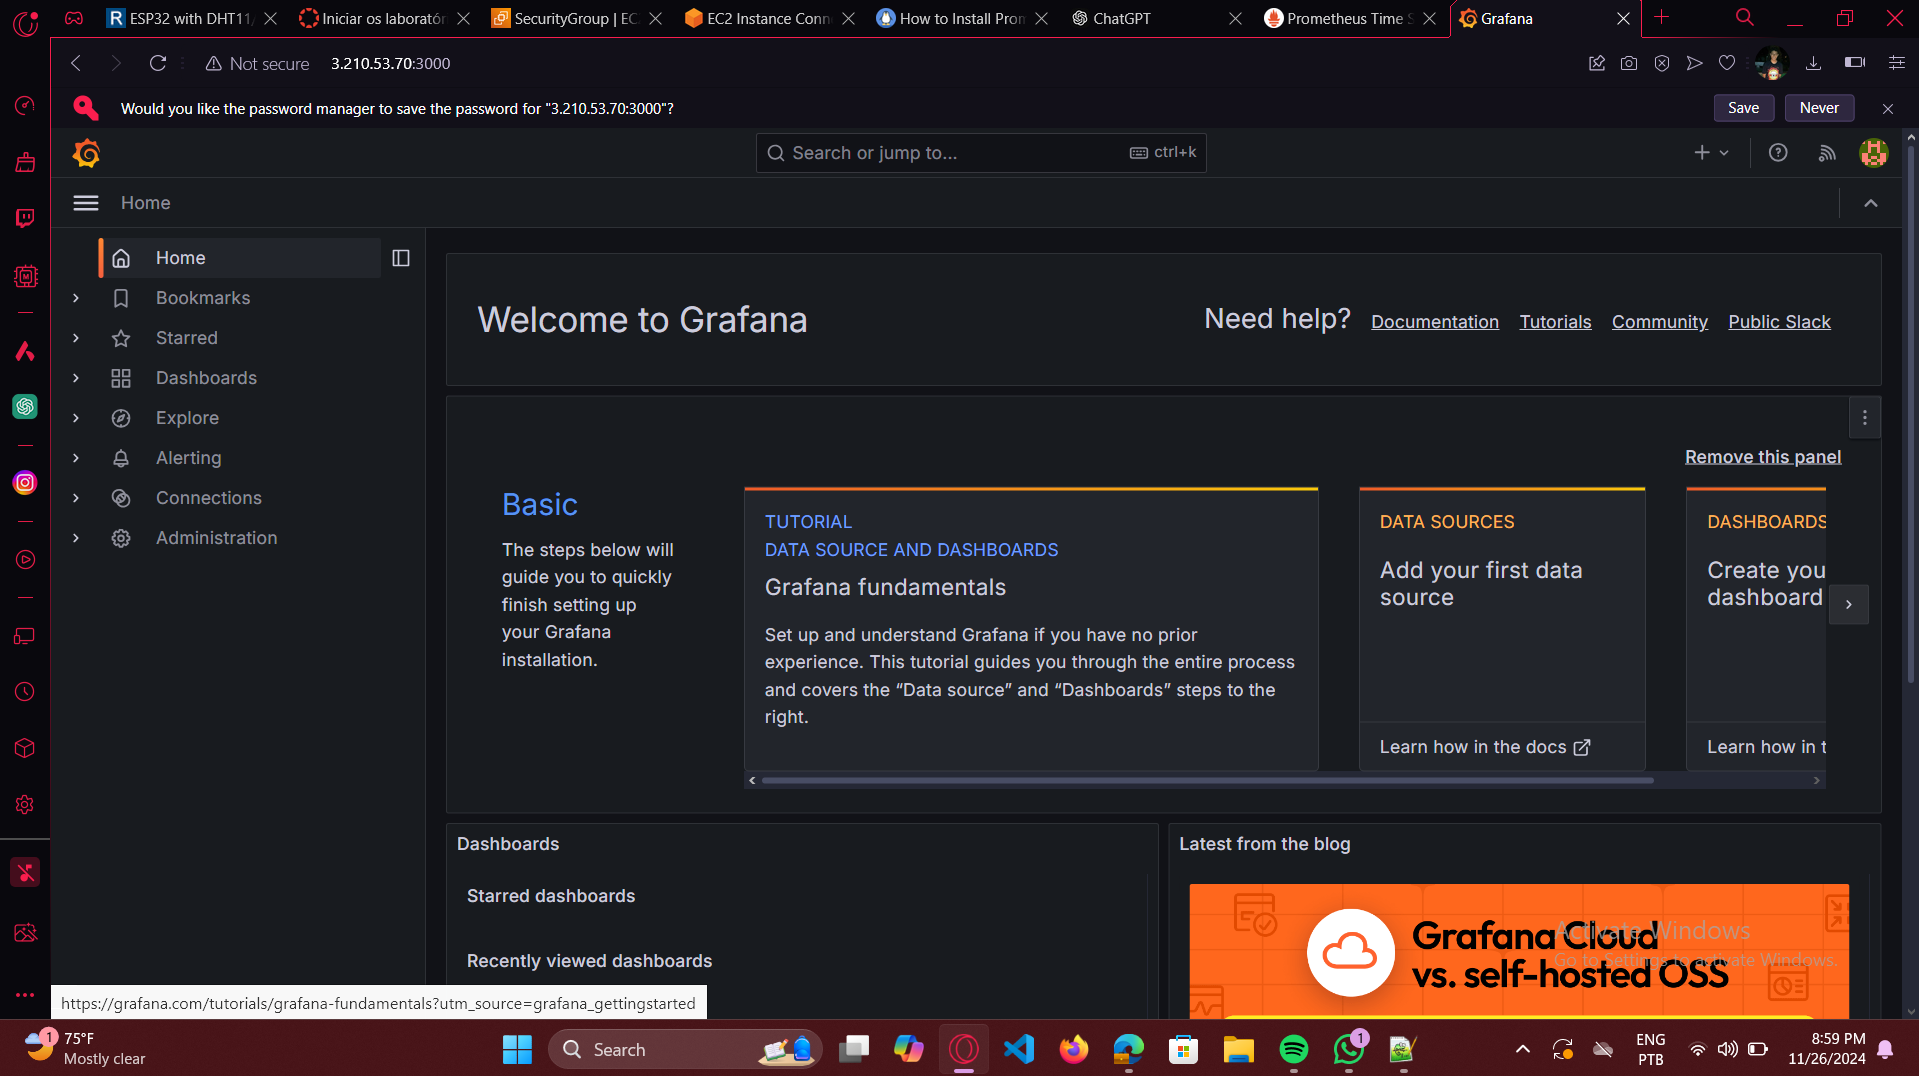 ESP32 with DHT11/
Iniciar os laboratór
SecurityGroup | EC
EC2 Instance Conn
How to Install Prom
ChatGPT
Prometheus Time S
Grafana
Not secure
3.210.53.70:3000
Would you like the password manager to save the password for "3.210.53.70:3000"?
Save
Never
Search or jump to...
ctrl+k
Home
Home
Bookmarks
Starred
Dashboards
Explore
Alerting
Connections
Administration
Welcome to Grafana
Need help?
Documentation
Tutorials
Community
Public Slack
Remove this panel
Basic
The steps below will
guide you to quickly
finish setting up
your Grafana
installation.
TUTORIAL
DATA SOURCE AND DASHBOARDS
Grafana fundamentals
Set up and understand Grafana if you have no prior
experience. This tutorial guides you through the entire process
and covers the “Data source” and “Dashboards” steps to the
right.
DATA SOURCES
Add your first data
source
Learn how in the docs
DASHBOARDS
Create you
dashboard
Learn how in t
Dashboards
Starred dashboards
Recently viewed dashboards
Latest from the blog
Grafana Cloud
vs. self-hosted OSS
Activate Windows
Go to Settings to activate Windows.
https://grafana.com/tutorials/grafana-fundamentals?utm_source=grafana_gettingstarted
1
75°F
Mostly clear
Search
1
ENG
PTB
8:59 PM
11/26/2024